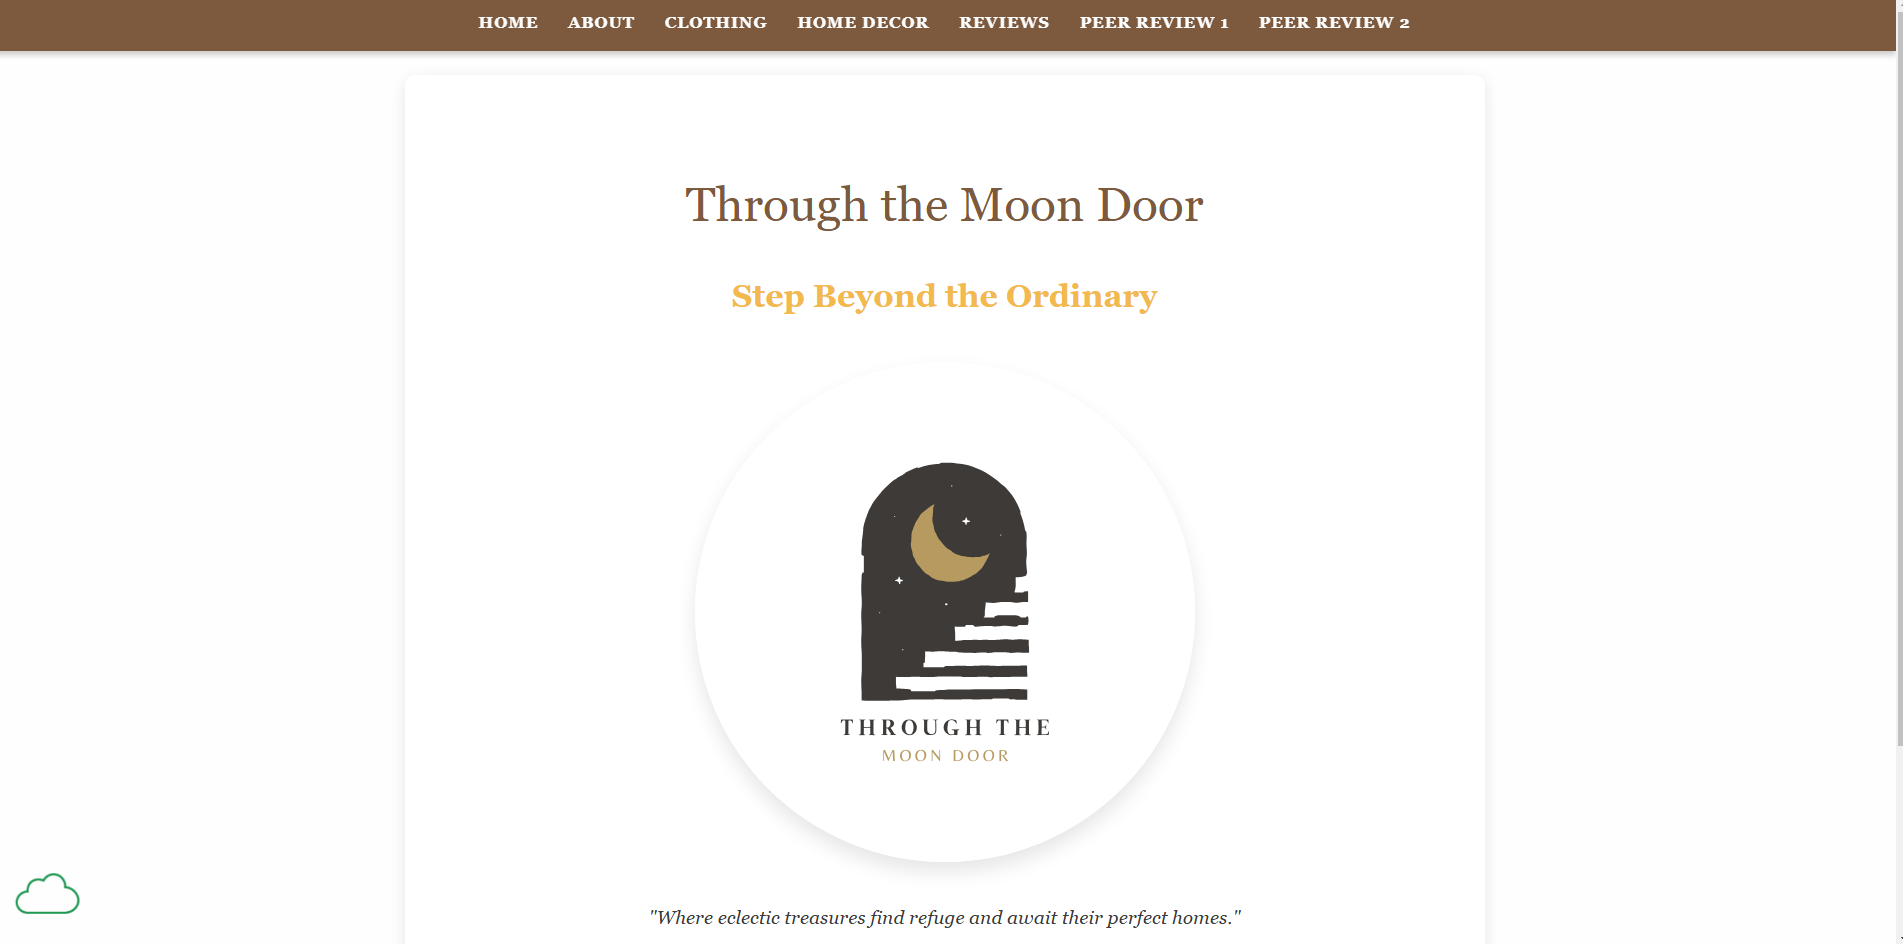 HOME ABOUT CLOTHING HOME DECOR REVIEWS PEER REVIEW 1 PEER REVIEW 2
Through the Moon Door
Step Beyond the Ordinary
THROUGH THE
MOON DOOR
"Where eclectic treasures find refuge and await their perfect homes."